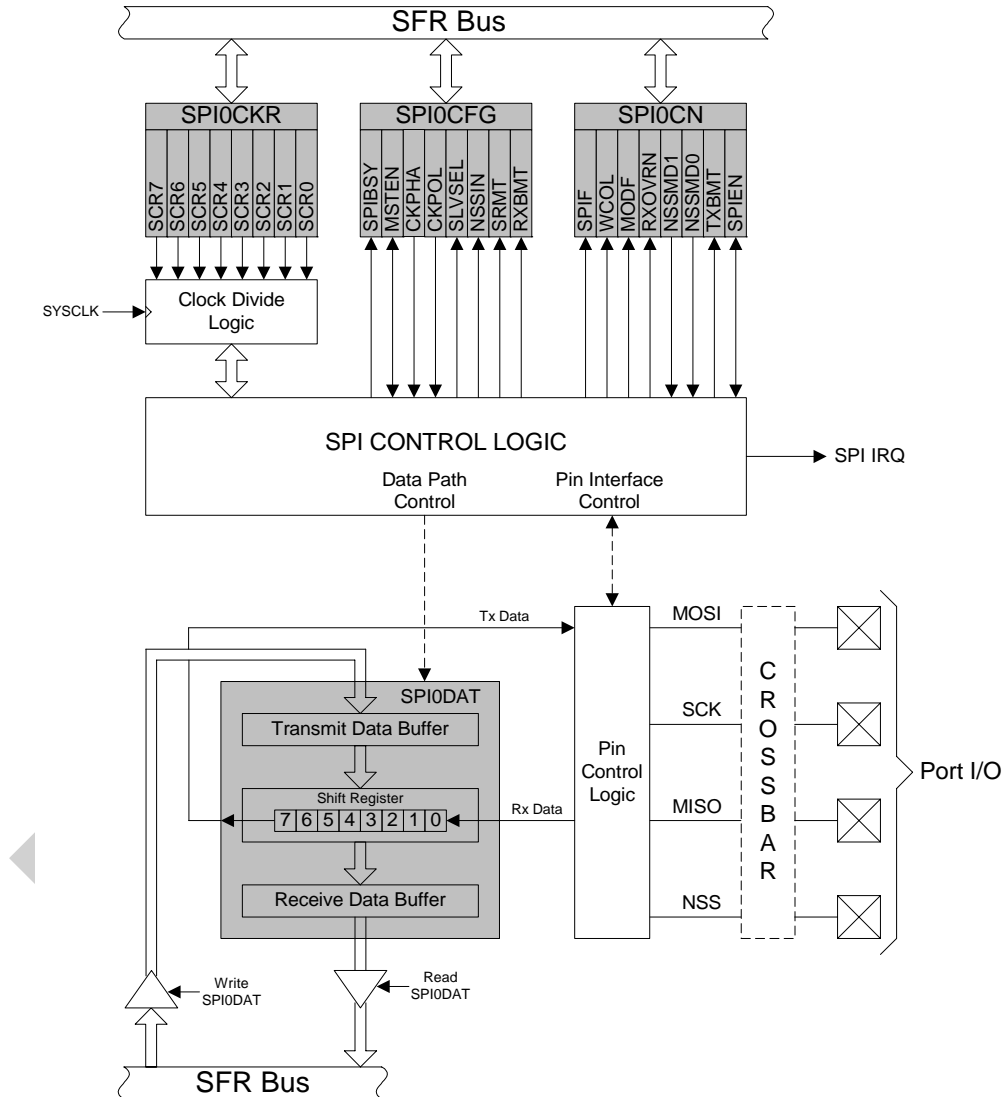 SFR Bus
SPI0CKR
SCR7
SCR6
SCR5
SCR4
SCR3
SCR2
SCR1
SCR0
SPI0CFG
SPIBSY
MSTEN
CKPHA
CKPOL
SLVSEL
NSSIN
SRMT
RXBMT
SPI0CN
SPIF
WCOL
MODF
RXOVRN
NSSMD1
NSSMD0
TXBMT
SPIEN
SYSCLK
Clock Divide
Logic
SPI CONTROL LOGIC
Data Path
Control
Pin Interface
Control
SPI IRQ
Tx Data
SPI0DAT
Transmit Data Buffer
Shift Register
7 6 5 4 3 2 1 0
Rx Data
Receive Data Buffer
Pin
Control
Logic
MOSI
SCK
MISO
NSS
CROSSBAR
Port I/O
Write
SPI0DAT
Read
SPI0DAT
SFR Bus